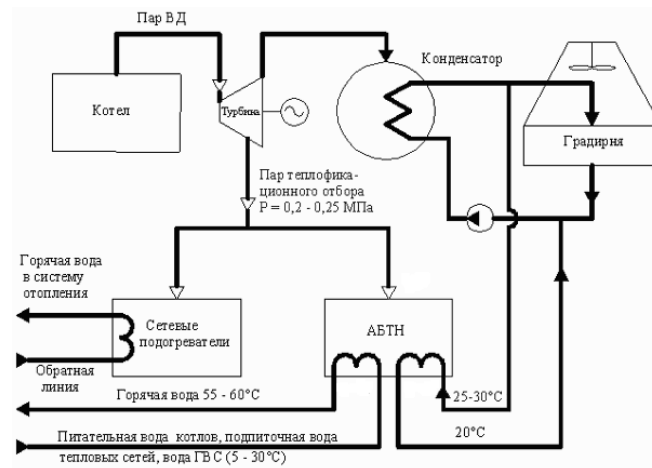 Пар ВД
Конденсатор
Котел
Турбина
Градирня
Пар теплофика-
ционного отбора
Р = 0,2 - 0,25 МПа
Горячая вода
в систему
отопления
Сетевые
подогреватели
АБТН
Обратная
линия
Горячая вода 55 - 60°С
25-30°С
Питательная вода котлов, подпиточная вода
тепловых сетей, вода ГВС (5 - 30°С)
20°С